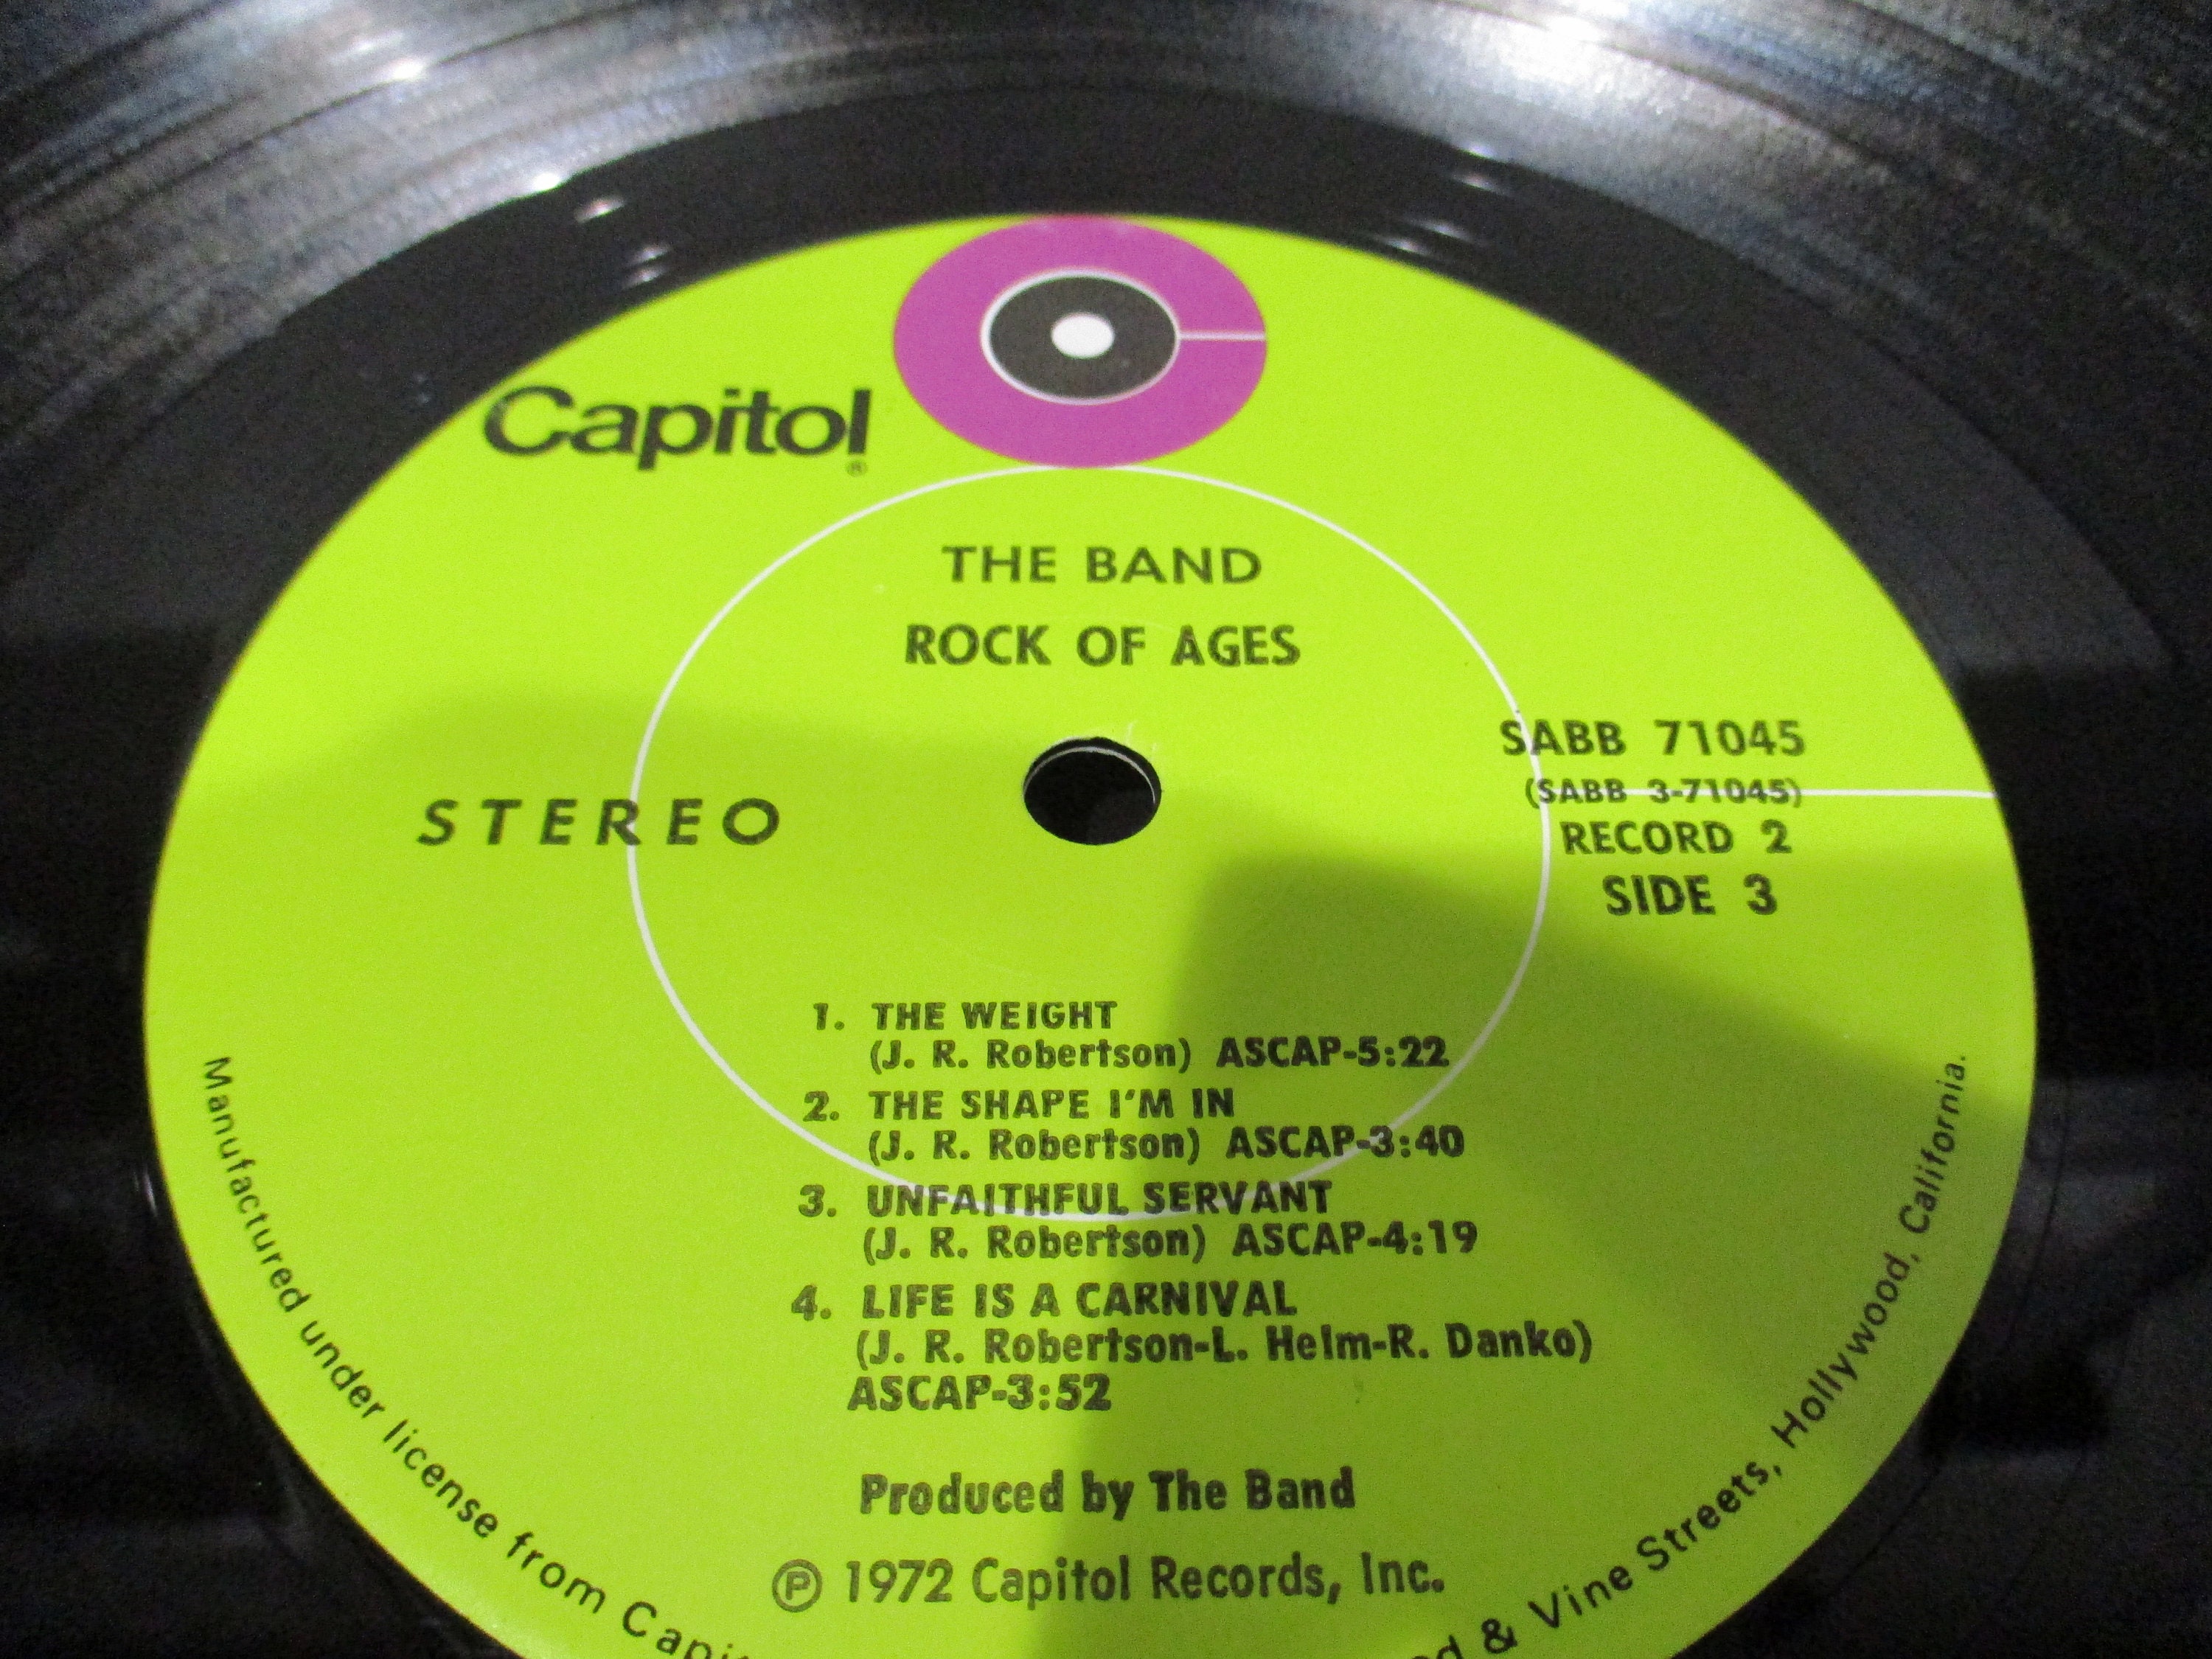 Capitol®
THE BAND
ROCK OF AGES
STEREO
SABB 71045
(SABB 3-71045)
RECORD 2
SIDE 3
1. THE WEIGHT
(J. R. Robertson) ASCAP-5:22
2. THE SHAPE I'M IN
(J. R. Robertson) ASCAP-3:40
3. UNFAITHFUL SERVANT
(J. R. Robertson) ASCAP-4:19
4. LIFE IS A CARNIVAL
(J. R. Robertson-L. Helm-R. Danko)
ASCAP-3:52
Produced by The Band
℗ 1972 Capitol Records, Inc.
Manufactured under license from
& Vine Streets, Hollywood, California.